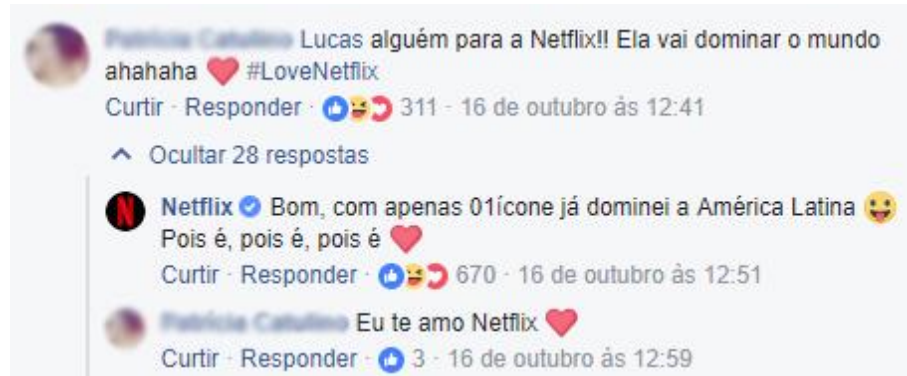 Lucas alguém para a Netflix!! Ela vai dominar o mundo
ahahaha ❤ #LoveNetflix
Curtir · Responder · 311 · 16 de outubro às 12:41
Ocultar 28 respostas
Netflix Bom, com apenas 01ícone já dominei a América Latina 😛
Pois é, pois é, pois é ❤
Curtir · Responder · 670 · 16 de outubro às 12:51
Eu te amo Netflix ❤
Curtir · Responder · 3 · 16 de outubro às 12:59